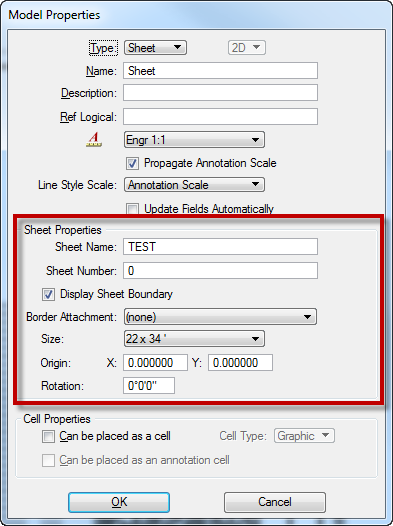 Model Properties
Type: Sheet 2D
Name: Sheet
Description:
Ref Logical:
A Engr 1:1
Propagate Annotation Scale
Line Style Scale: Annotation Scale
Update Fields Automatically
Sheet Properties
Sheet Name: TEST
Sheet Number: 0
Display Sheet Boundary
Border Attachment: (none)
Size: 22 x 34 '
Origin: X: 0.000000 Y: 0.000000
Rotation: 0°0'0"
Cell Properties
Can be placed as a cell Cell Type: Graphic
Can be placed as an annotation cell
OK Cancel